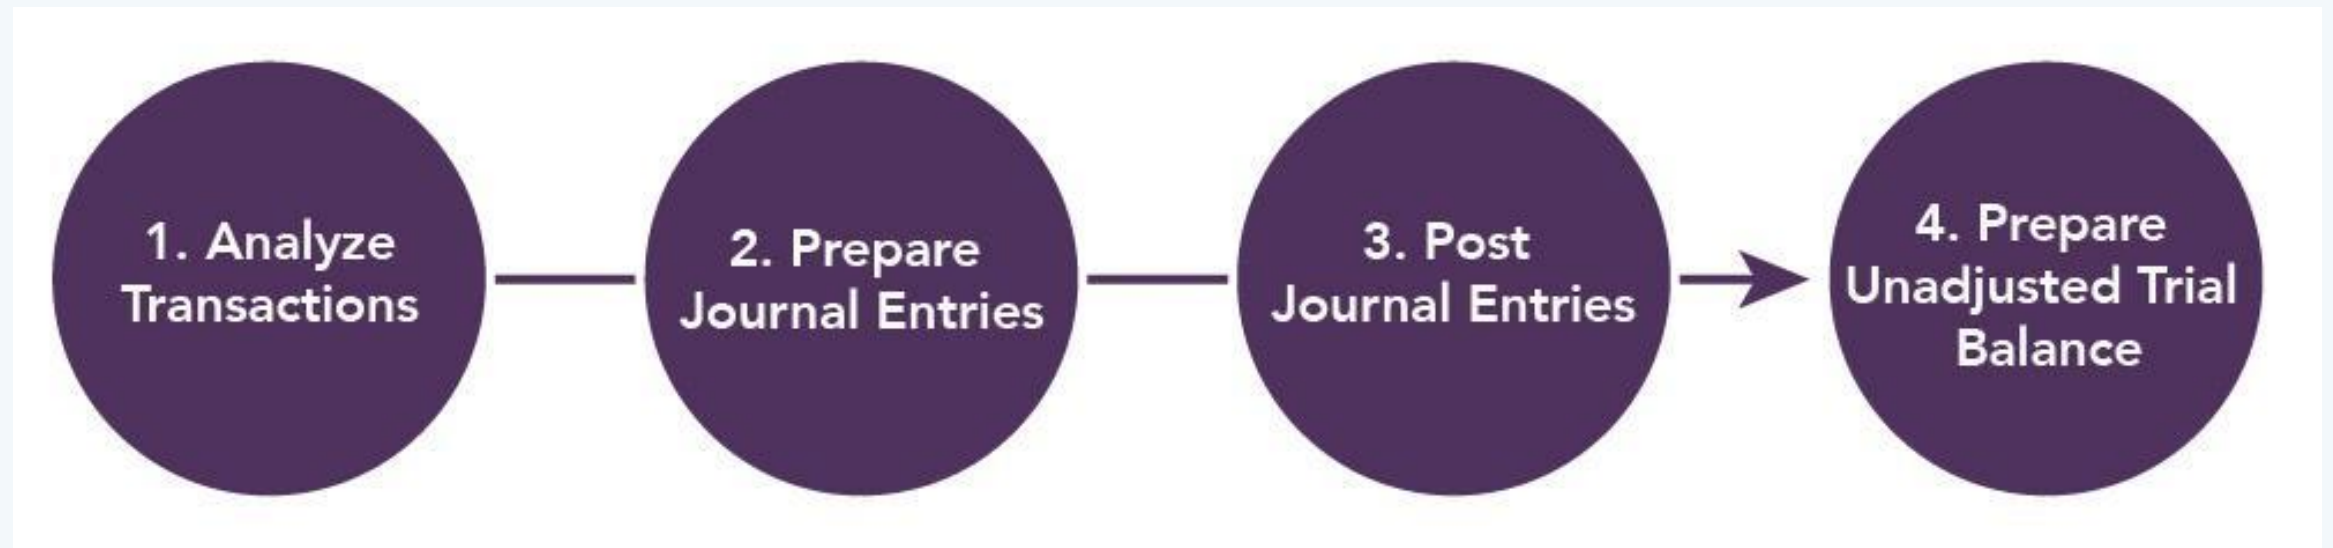 1. Analyze
Transactions
2. Prepare
Journal Entries
3. Post
Journal Entries
4. Prepare
Unadjusted Trial
Balance